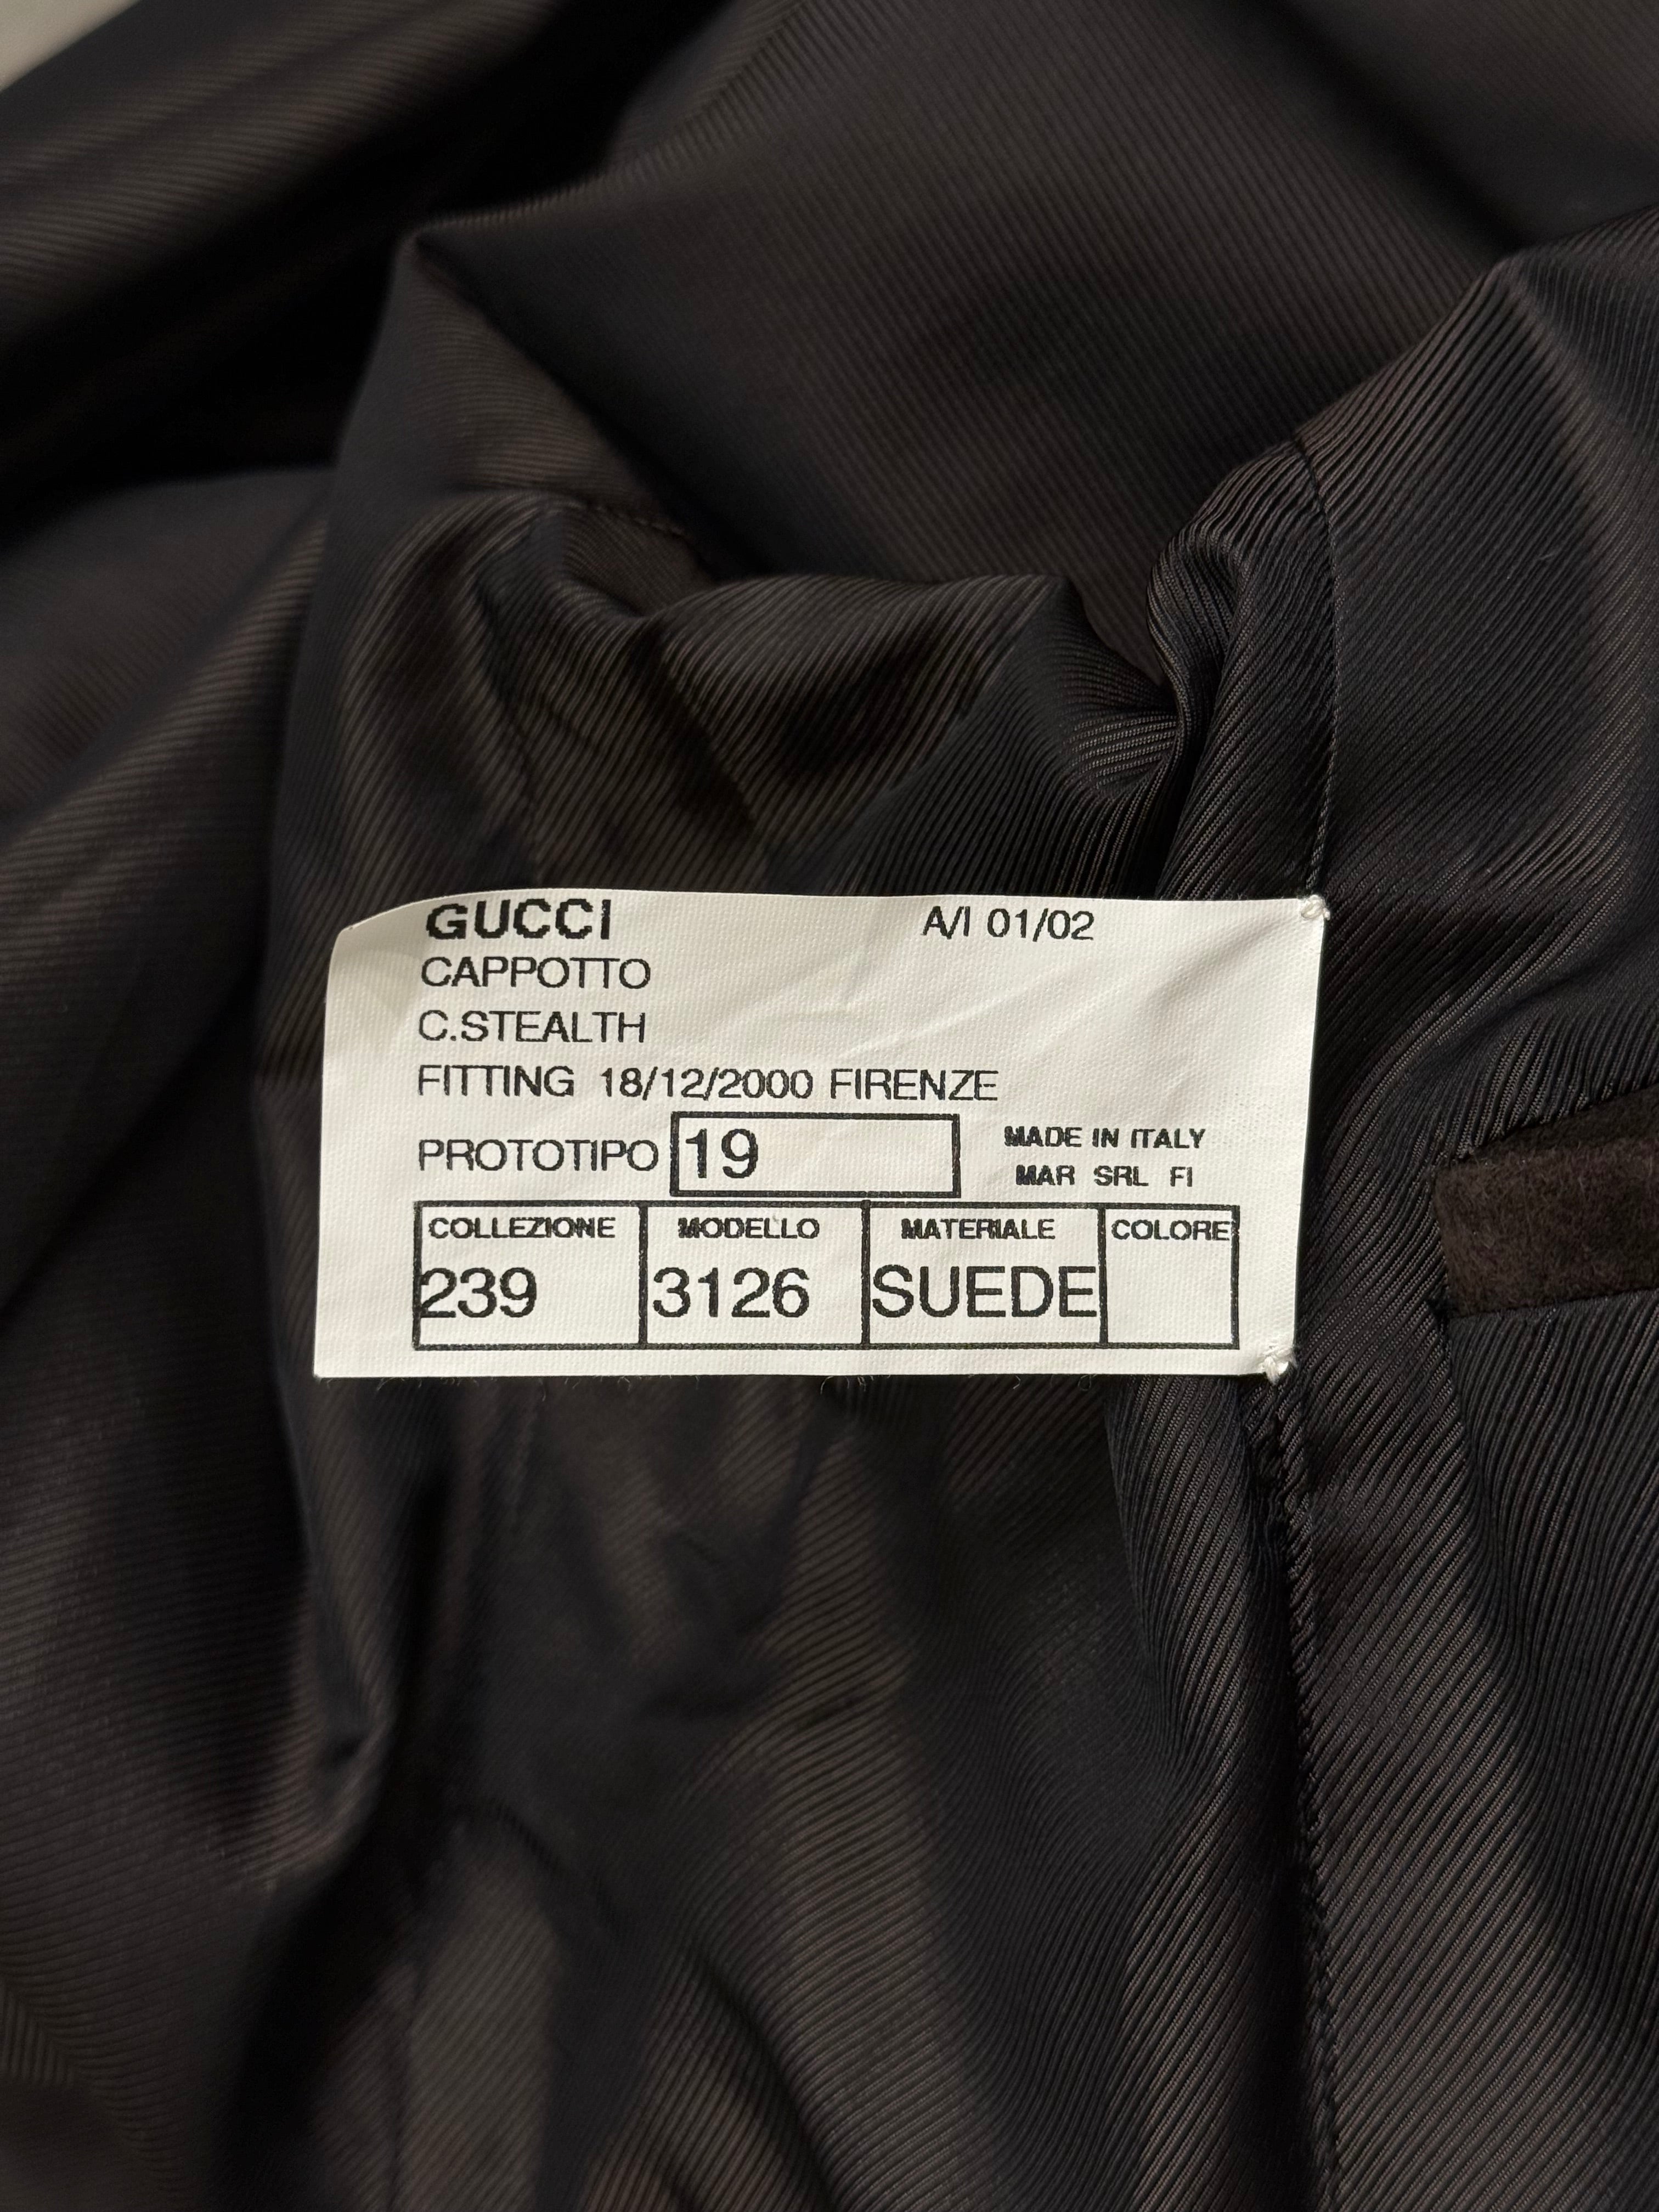 GUCCI A/I 01/02
CAPPOTTO
C.STEALTH
FITTING 18/12/2000 FIRENZE
PROTOTIPO 19 MADE IN ITALY
MAR SRL FI
COLLEZIONE MODELLO MATERIALE COLORE
239 3126 SUEDE